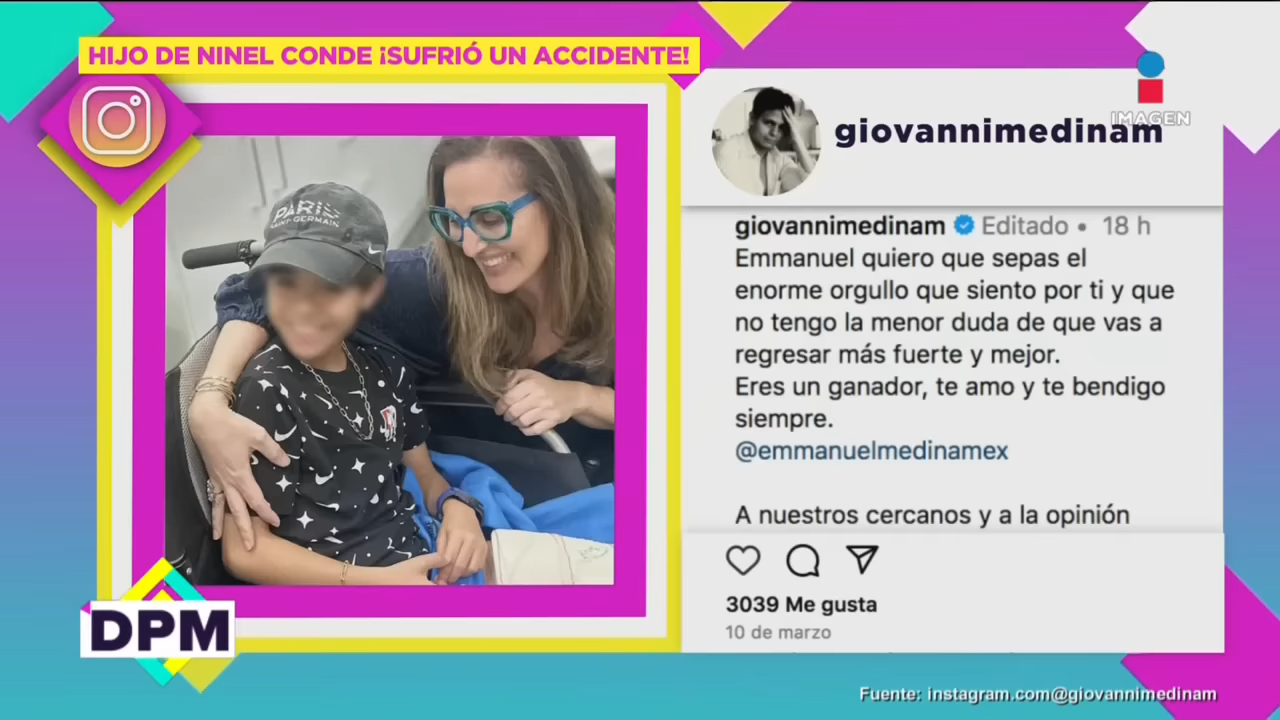 HIJO DE NINEL CONDE ¡SUFRIÓ UN ACCIDENTE!
IMAGEN
giovannimedinam
PARIS
SAINT-GERMAIN
giovannimedinam Editado • 18 h
Emmanuel quiero que sepas el
enorme orgullo que siento por ti y que
no tengo la menor duda de que vas a
regresar más fuerte y mejor.
Eres un ganador, te amo y te bendigo
siempre.
@emmanuelmedinamex
A nuestros cercanos y a la opinión
3039 Me gusta
10 de marzo
DPM
Fuente: instagram.com@giovannimedinam